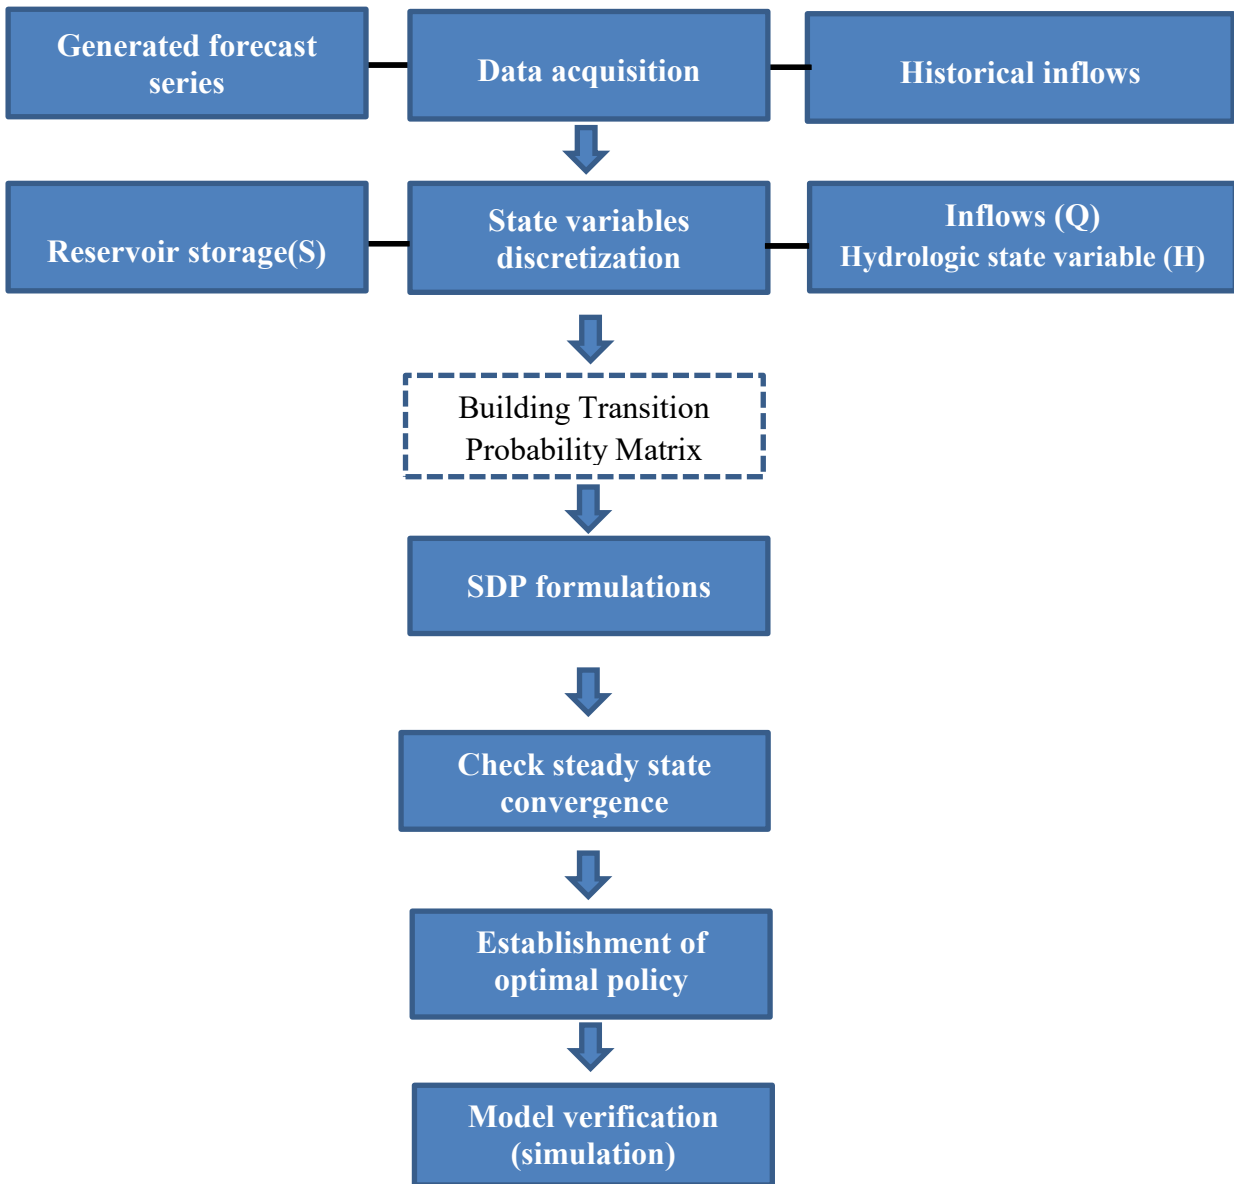 Generated forecast
series
Data acquisition
Historical inflows
Reservoir storage(S)
State variables
discretization
Inflows (Q)
Hydrologic state variable (H)
Building Transition
Probability Matrix
SDP formulations
Check steady state
convergence
Establishment of
optimal policy
Model verification
(simulation)